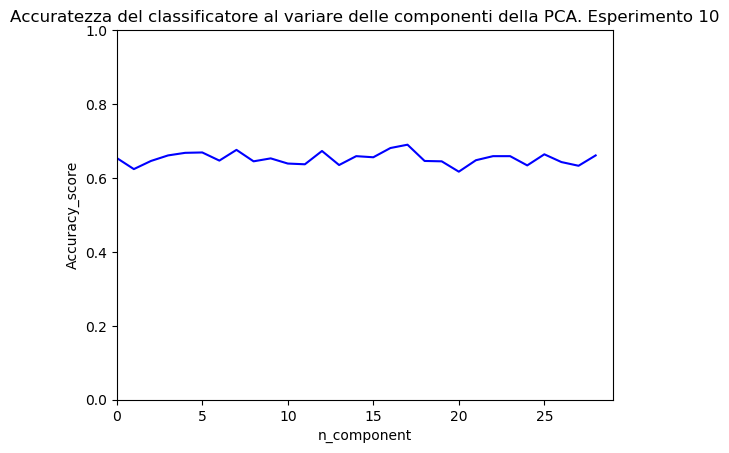 Accuratezza del classificatore al variare delle componenti della PCA. Esperimento 10
1.0
0.8
0.6
0.4
0.2
0.0
Accuracy_score
0 5 10 15 20 25
n_component